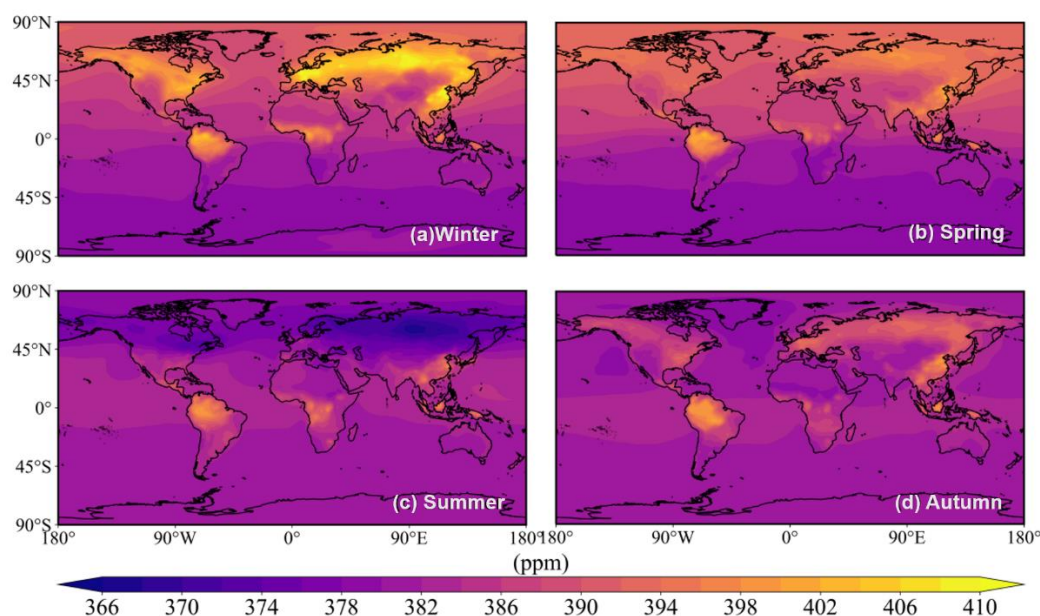 90°N
45°N
0°
45°S
90°S
(a)Winter
(b) Spring
90°N
45°N
0°
45°S
90°S
(c) Summer
(d) Autumn
180° 90°W 0° 90°E 180° 90°W 0° 90°E 180°
(ppm)
366 370 374 378 382 386 390 394 398 402 406 410